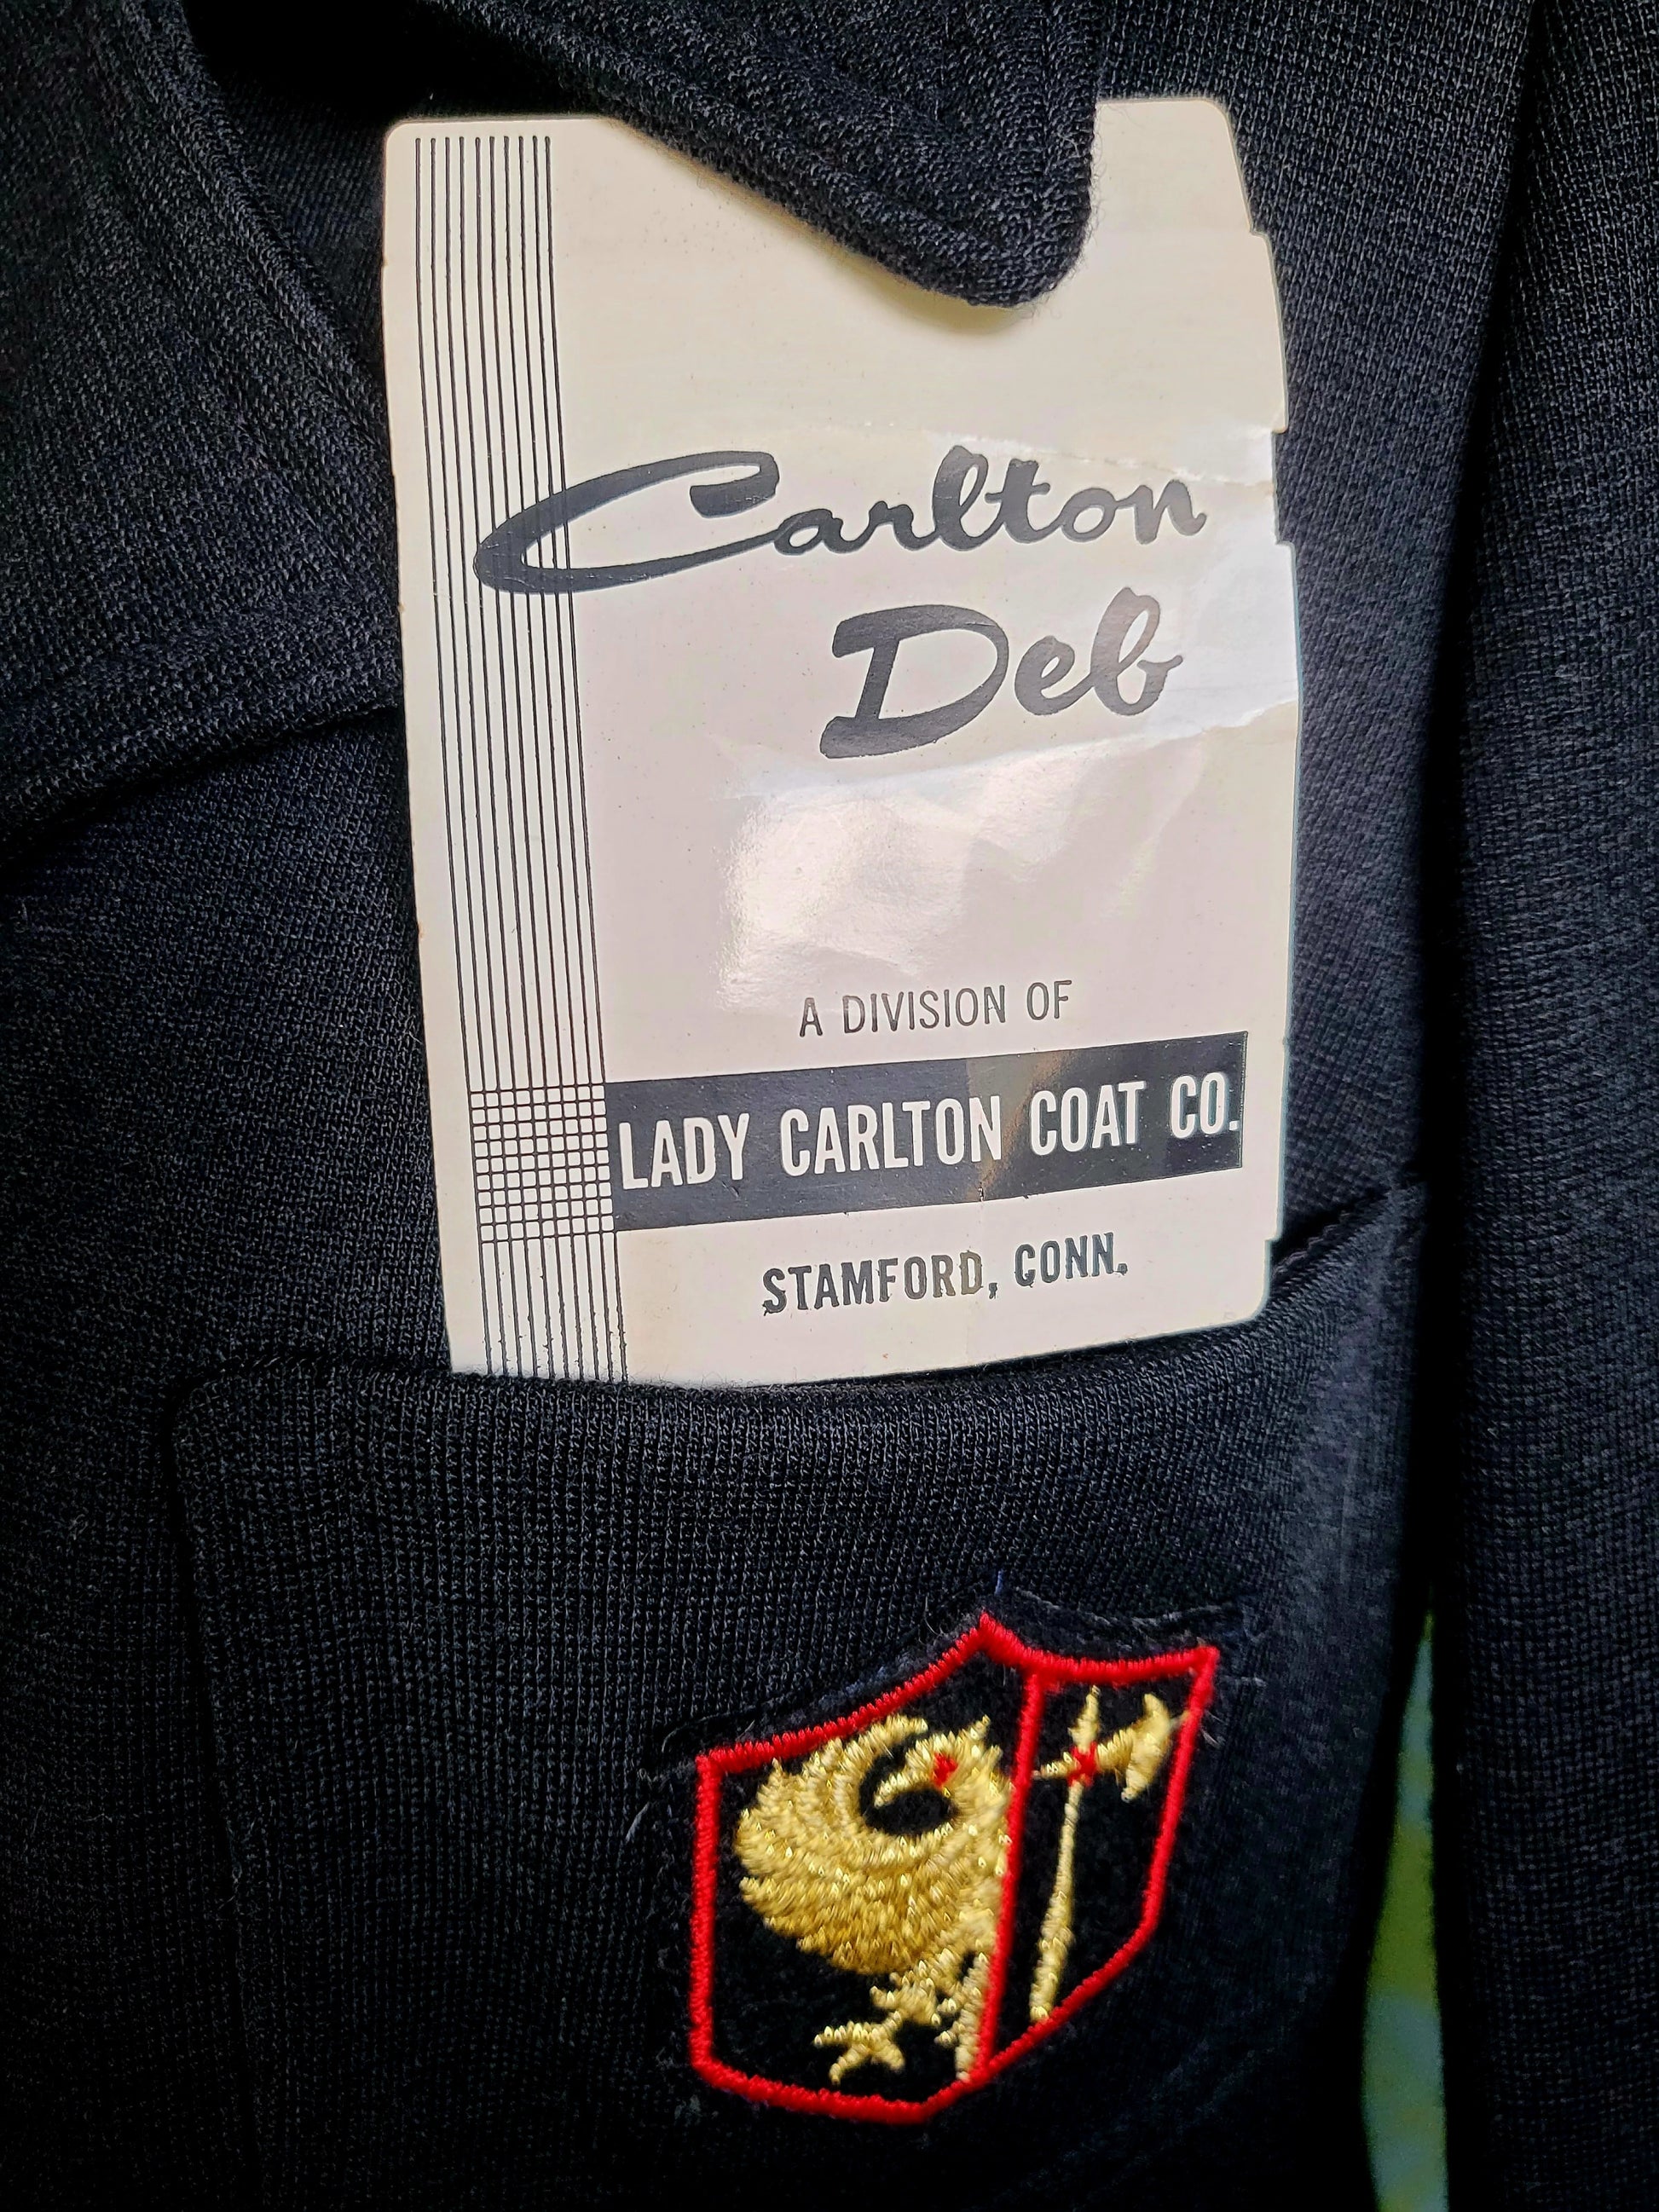 Carlton
Deb
A DIVISION OF
LADY CARLTON COAT CO.
STAMFORD, CONN.